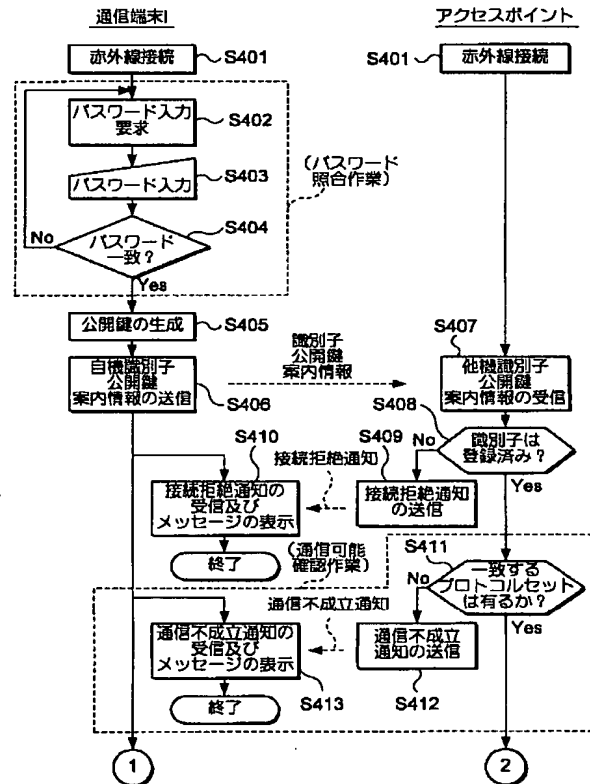 通信端末1
アクセスポイント
赤外線接続
S401
S401
赤外線接続
パスワード入力
要求
S402
パスワード入力
S403
(パスワード
照合作業)
パスワード
一致?
S404
No
Yes
公開鍵の生成
S405
自機識別子
公開鍵
案内情報の送信
S406
識別子
公開鍵
案内情報
S407
他機識別子
公開鍵
案内情報の受信
S408
識別子は
登録済み?
No
Yes
S409
接続拒絶通知
の送信
接続拒絶通知
S410
接続拒絶通知の
受信及び
メッセージの表示
終了
(通信可能
確認作業)
S411
一致する
プロトコルセット
は有るか?
No
Yes
通信不成立通知
通信不成立
通知の送信
S412
通信不成立通知の
受信及び
メッセージの表示
S413
終了
1
2